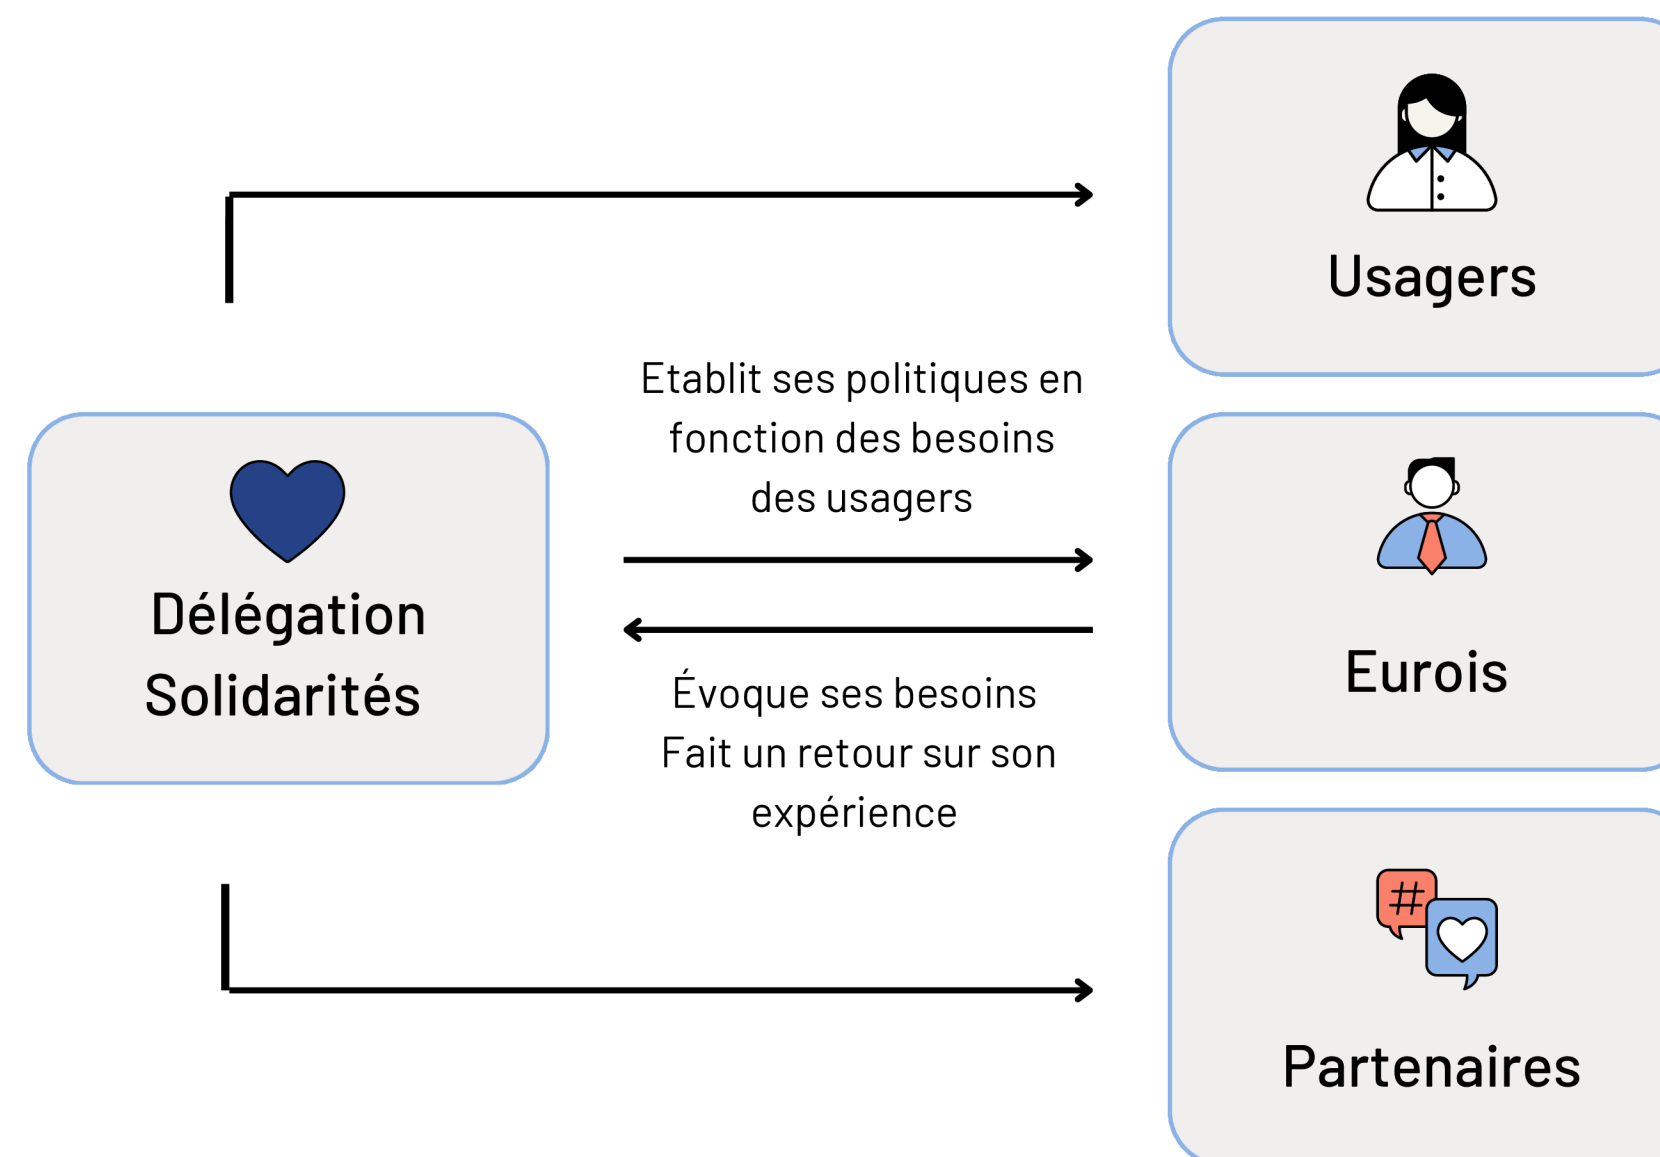 Usagers
Etablit ses politiques en
fonction des besoins
des usagers
Délégation
Solidarités
Évoque ses besoins
Fait un retour sur son
expérience
Eurois
#
Partenaires